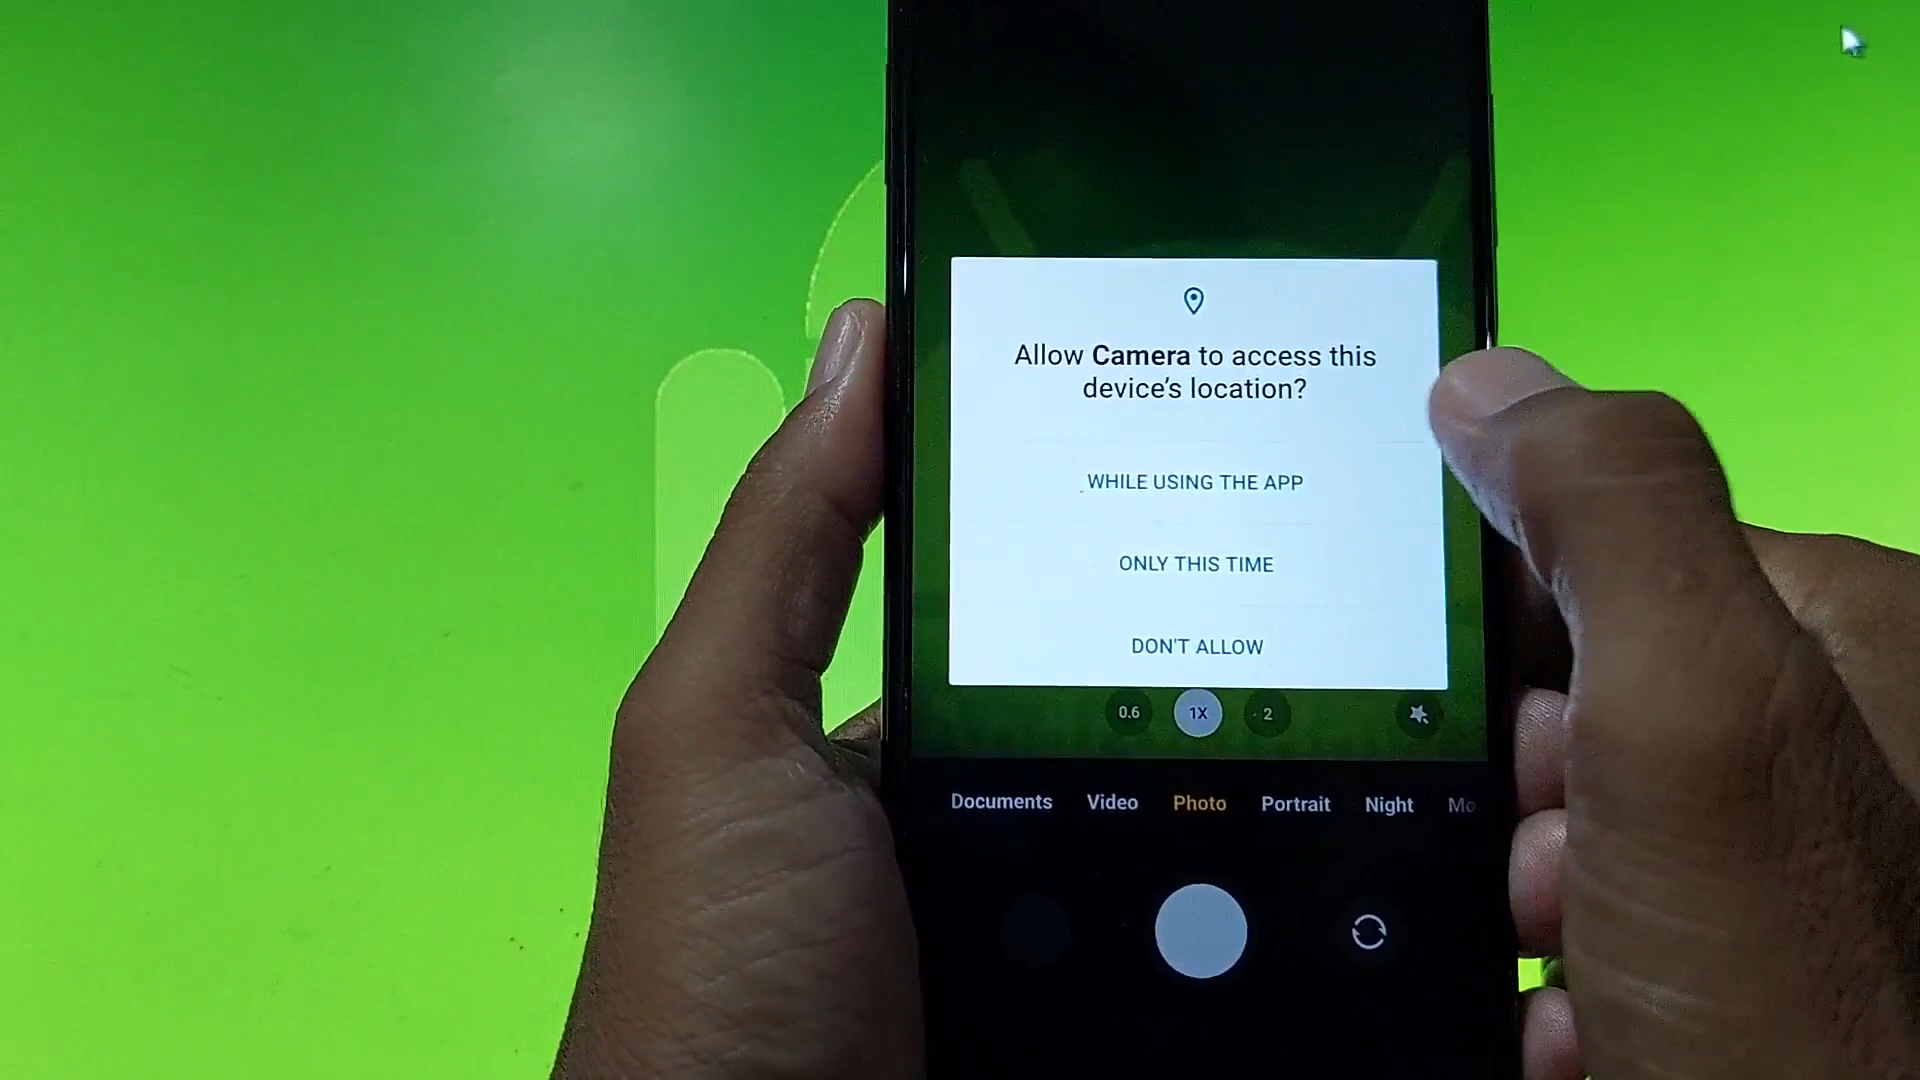 Allow Camera to access this
device's location?
WHILE USING THE APP
ONLY THIS TIME
DON'T ALLOW
0.6 1X 2
Documents Video Photo Portrait Night Mo